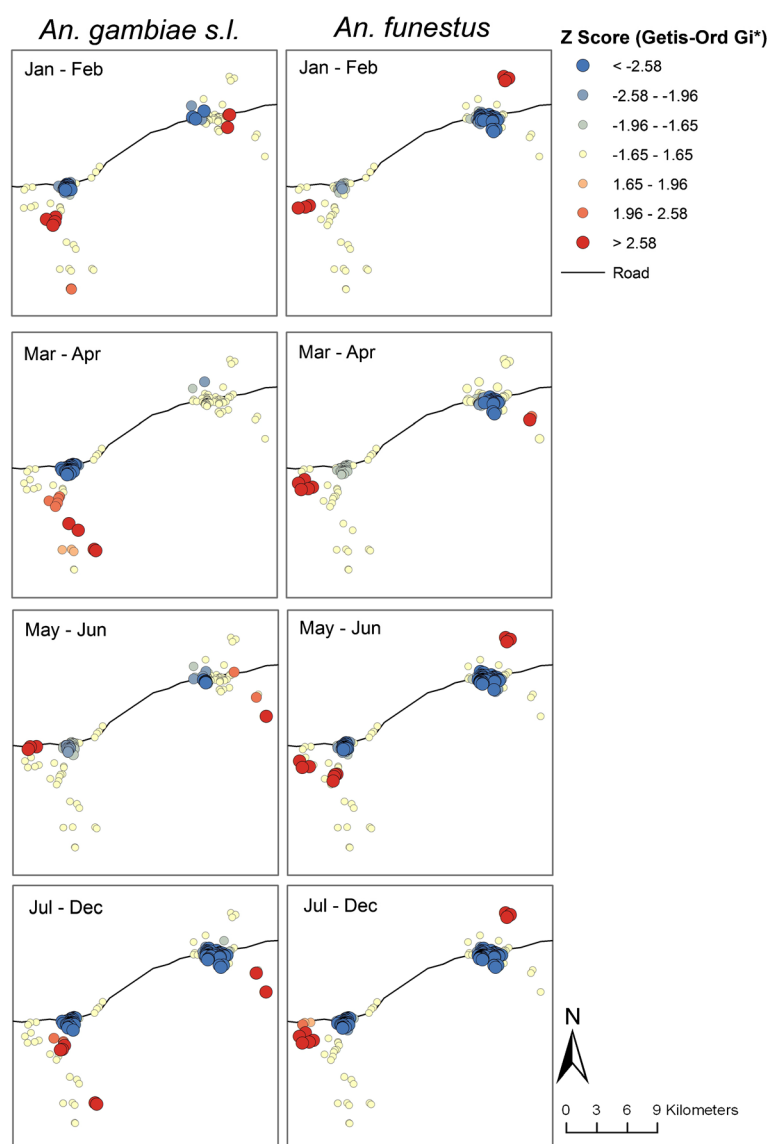 An. gambiae s.l.
An. funestus
Z Score (Getis-Ord Gi*)
< -2.58
-2.58 - -1.96
-1.96 - -1.65
-1.65 - 1.65
1.65 - 1.96
1.96 - 2.58
> 2.58
Road
Jan - Feb
Jan - Feb
Mar - Apr
Mar - Apr
May - Jun
May - Jun
Jul - Dec
Jul - Dec
N
0 3 6 9 Kilometers